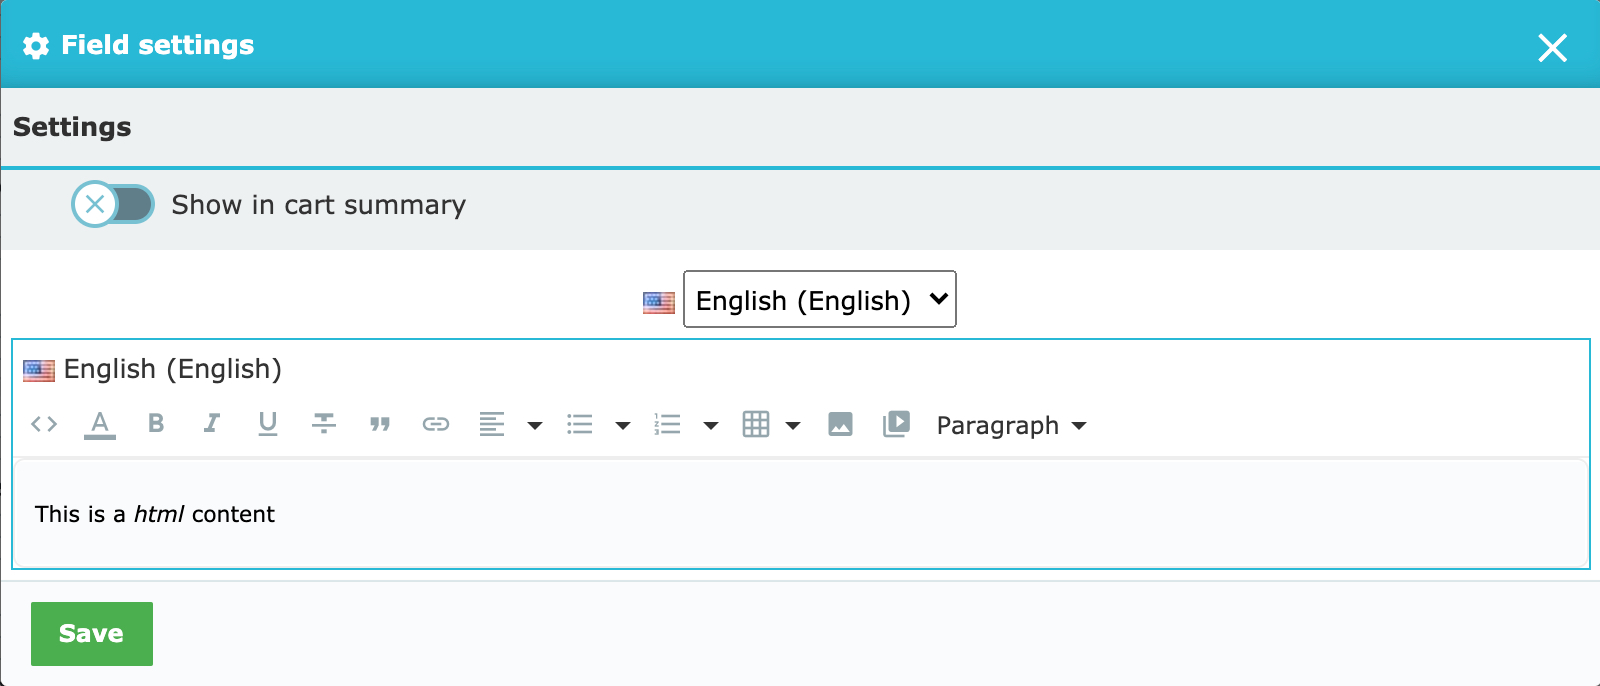 Field settings
Settings
Show in cart summary
English (English)
English (English)
Paragraph
This is a html content
Save